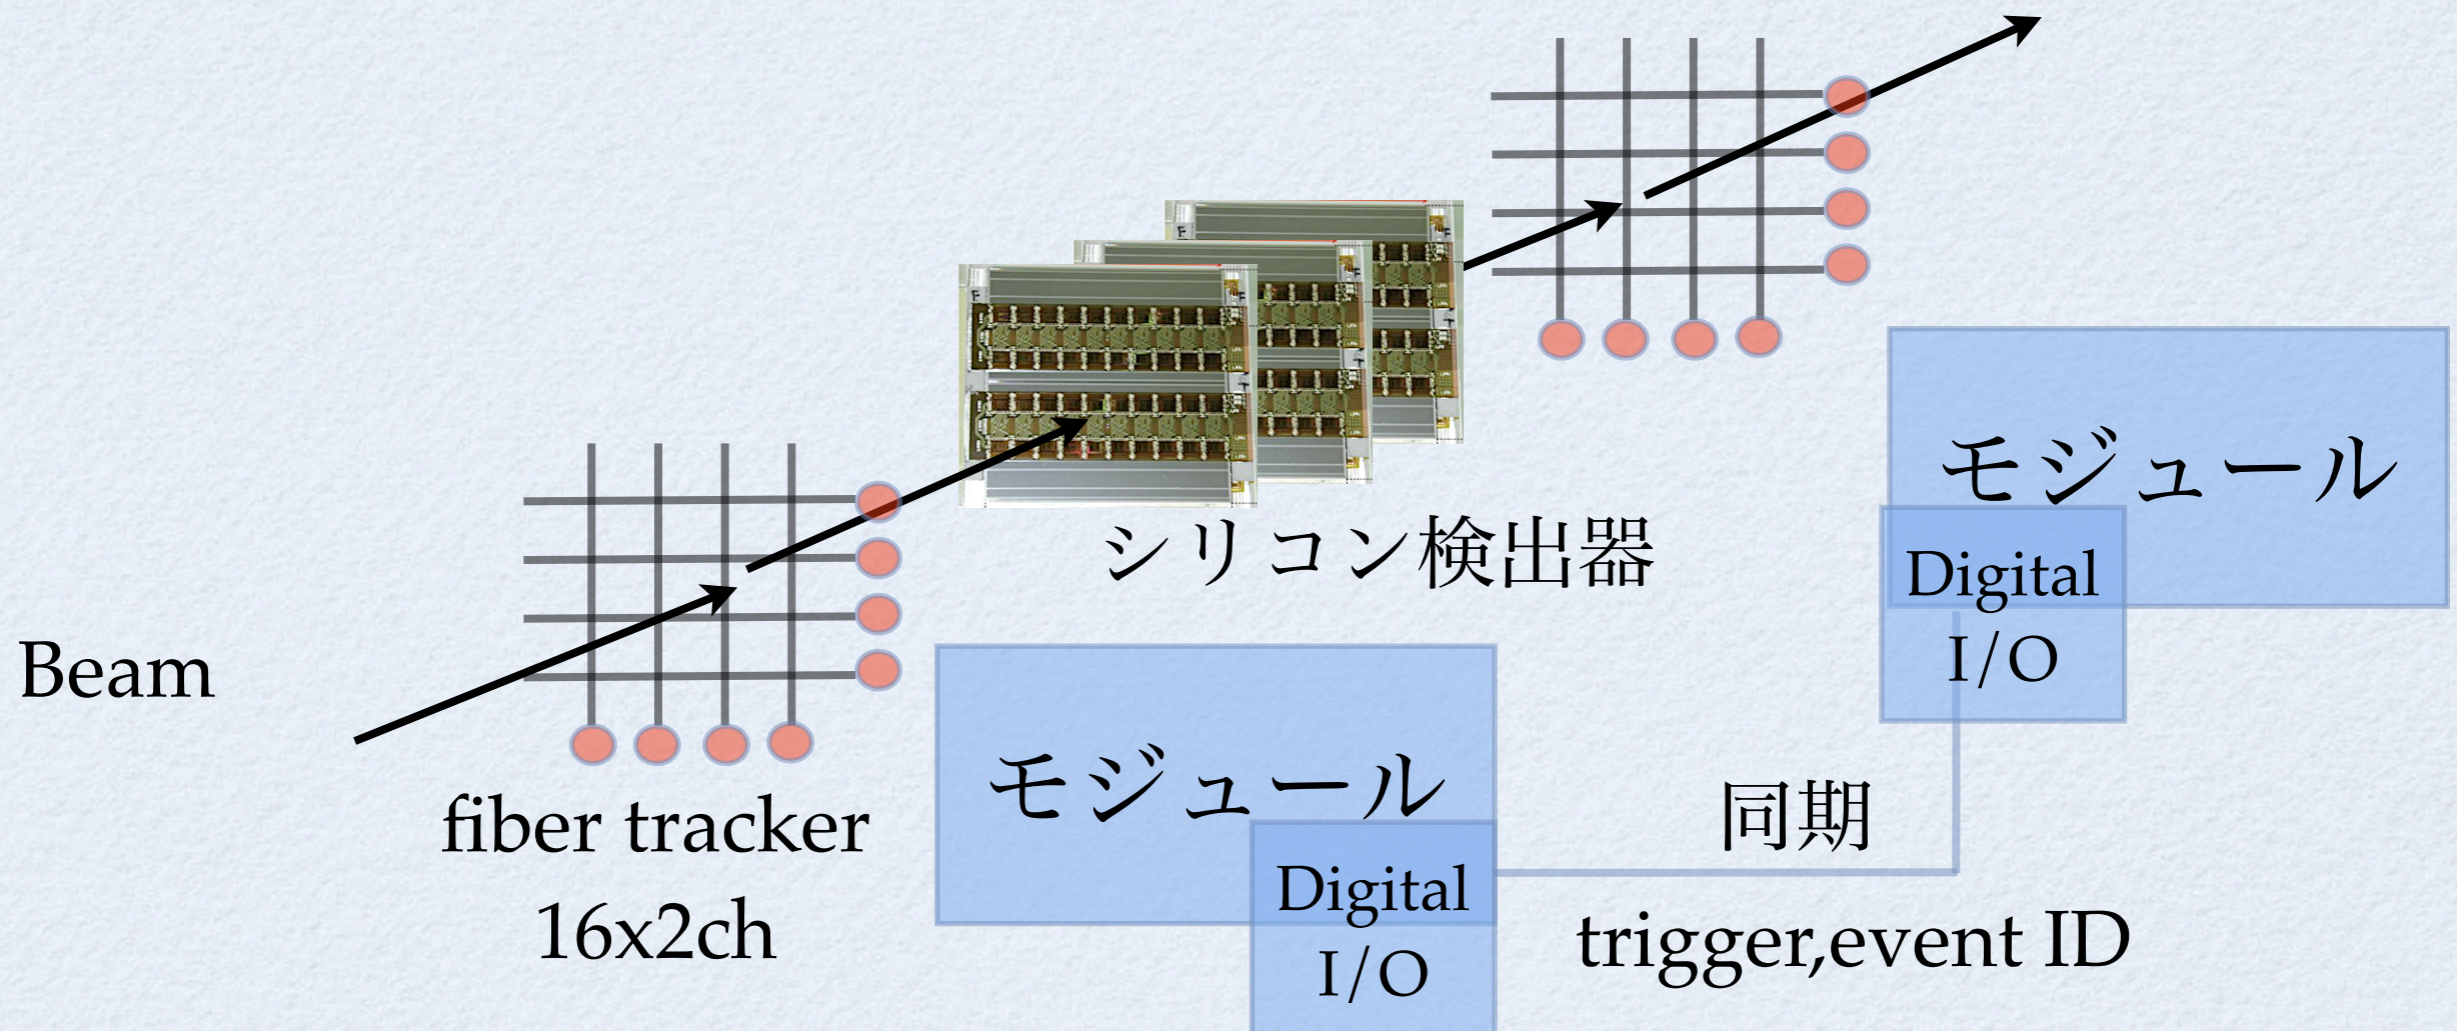 シリコン検出器
Beam
fiber tracker
16x2ch
モジュール
Digital
I/O
モジュール
Digital
I/O
同期
trigger,event ID